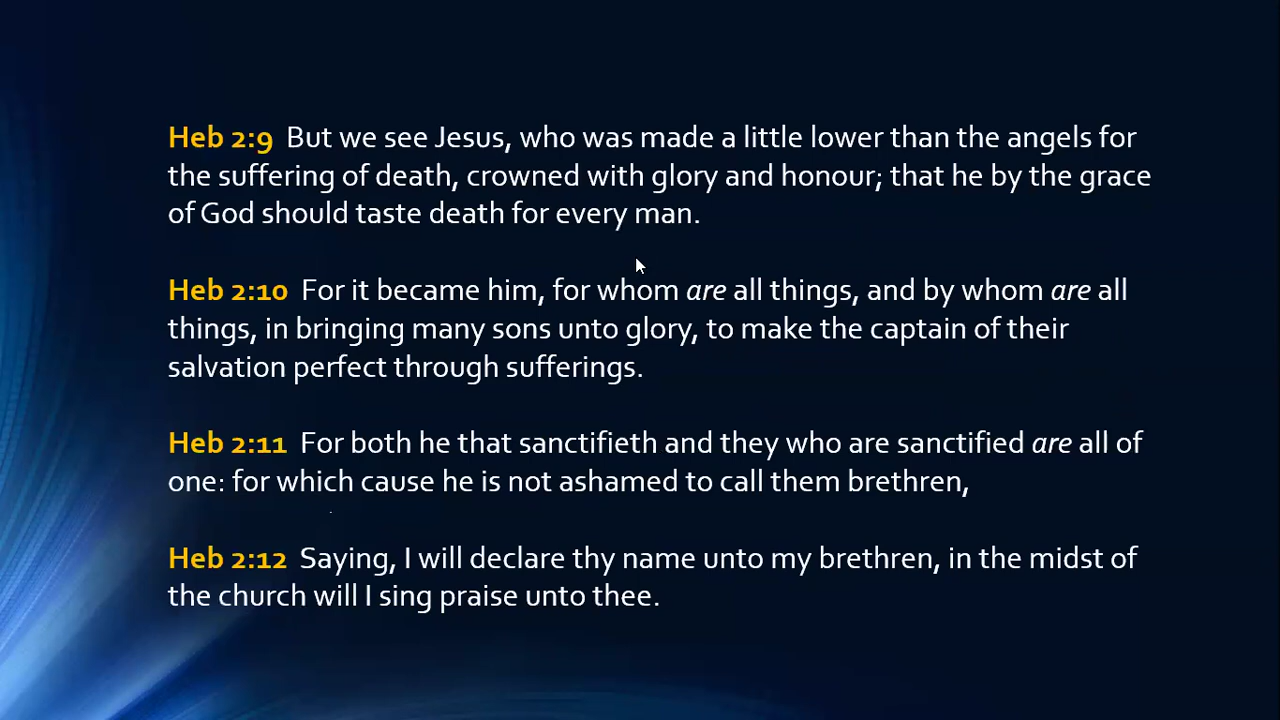 Heb 2:9 But we see Jesus, who was made a little lower than the angels for
the suffering of death, crowned with glory and honour; that he by the grace
of God should taste death for every man.
Heb 2:10 For it became him, for whom are all things, and by whom are all
things, in bringing many sons unto glory, to make the captain of their
salvation perfect through sufferings.
Heb 2:11 For both he that sanctifieth and they who are sanctified are all of
one: for which cause he is not ashamed to call them brethren,
Heb 2:12 Saying, I will declare thy name unto my brethren, in the midst of
the church will I sing praise unto thee.